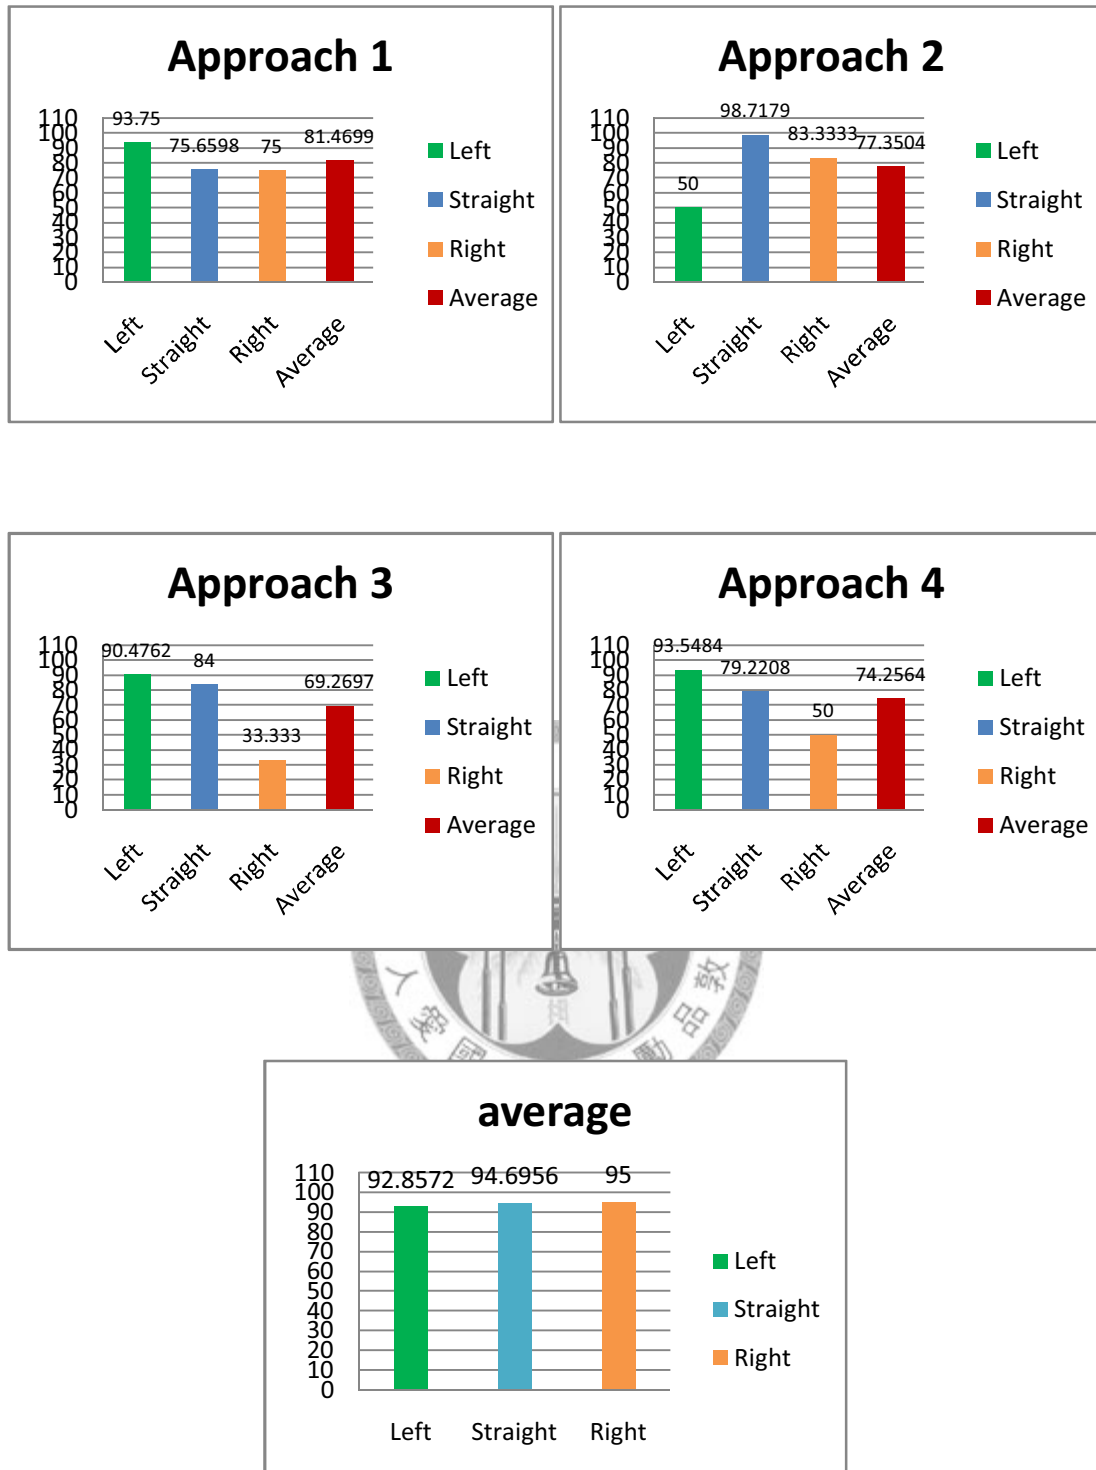 Approach 1
110
100
90
80
70
60
50
40
30
20
10
0
93.75
75.6598
75
81.4699
Left
Straight
Right
Average
Left
Straight
Right
Average
Approach 2
110
100
90
80
70
60
50
40
30
20
10
0
50
98.7179
83.3333
77.3504
Left
Straight
Right
Average
Left
Straight
Right
Average
Approach 3
110
100
90
80
70
60
50
40
30
20
10
0
90.4762
84
33.333
69.2697
Left
Straight
Right
Average
Left
Straight
Right
Average
Approach 4
110
100
90
80
70
60
50
40
30
20
10
0
93.5484
79.2208
50
74.2564
Left
Straight
Right
Average
Left
Straight
Right
Average
人愛國
勵品敦
average
110
100
90
80
70
60
50
40
30
20
10
0
92.8572
94.6956
95
Left
Straight
Right
Left
Straight
Right